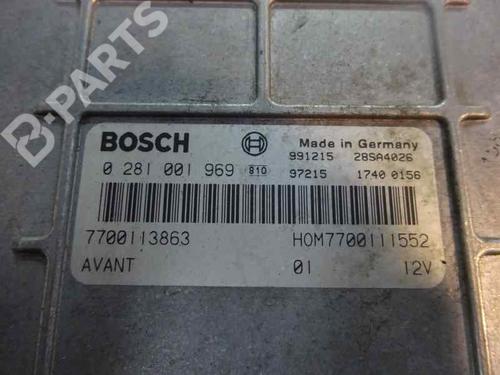 B-PARTS
BOSCH Made in Germany
991215 28SA4026
0 281 001 969 810 97215 1740 0156
7700113863 HOM7700111552
AVANT 01 12V